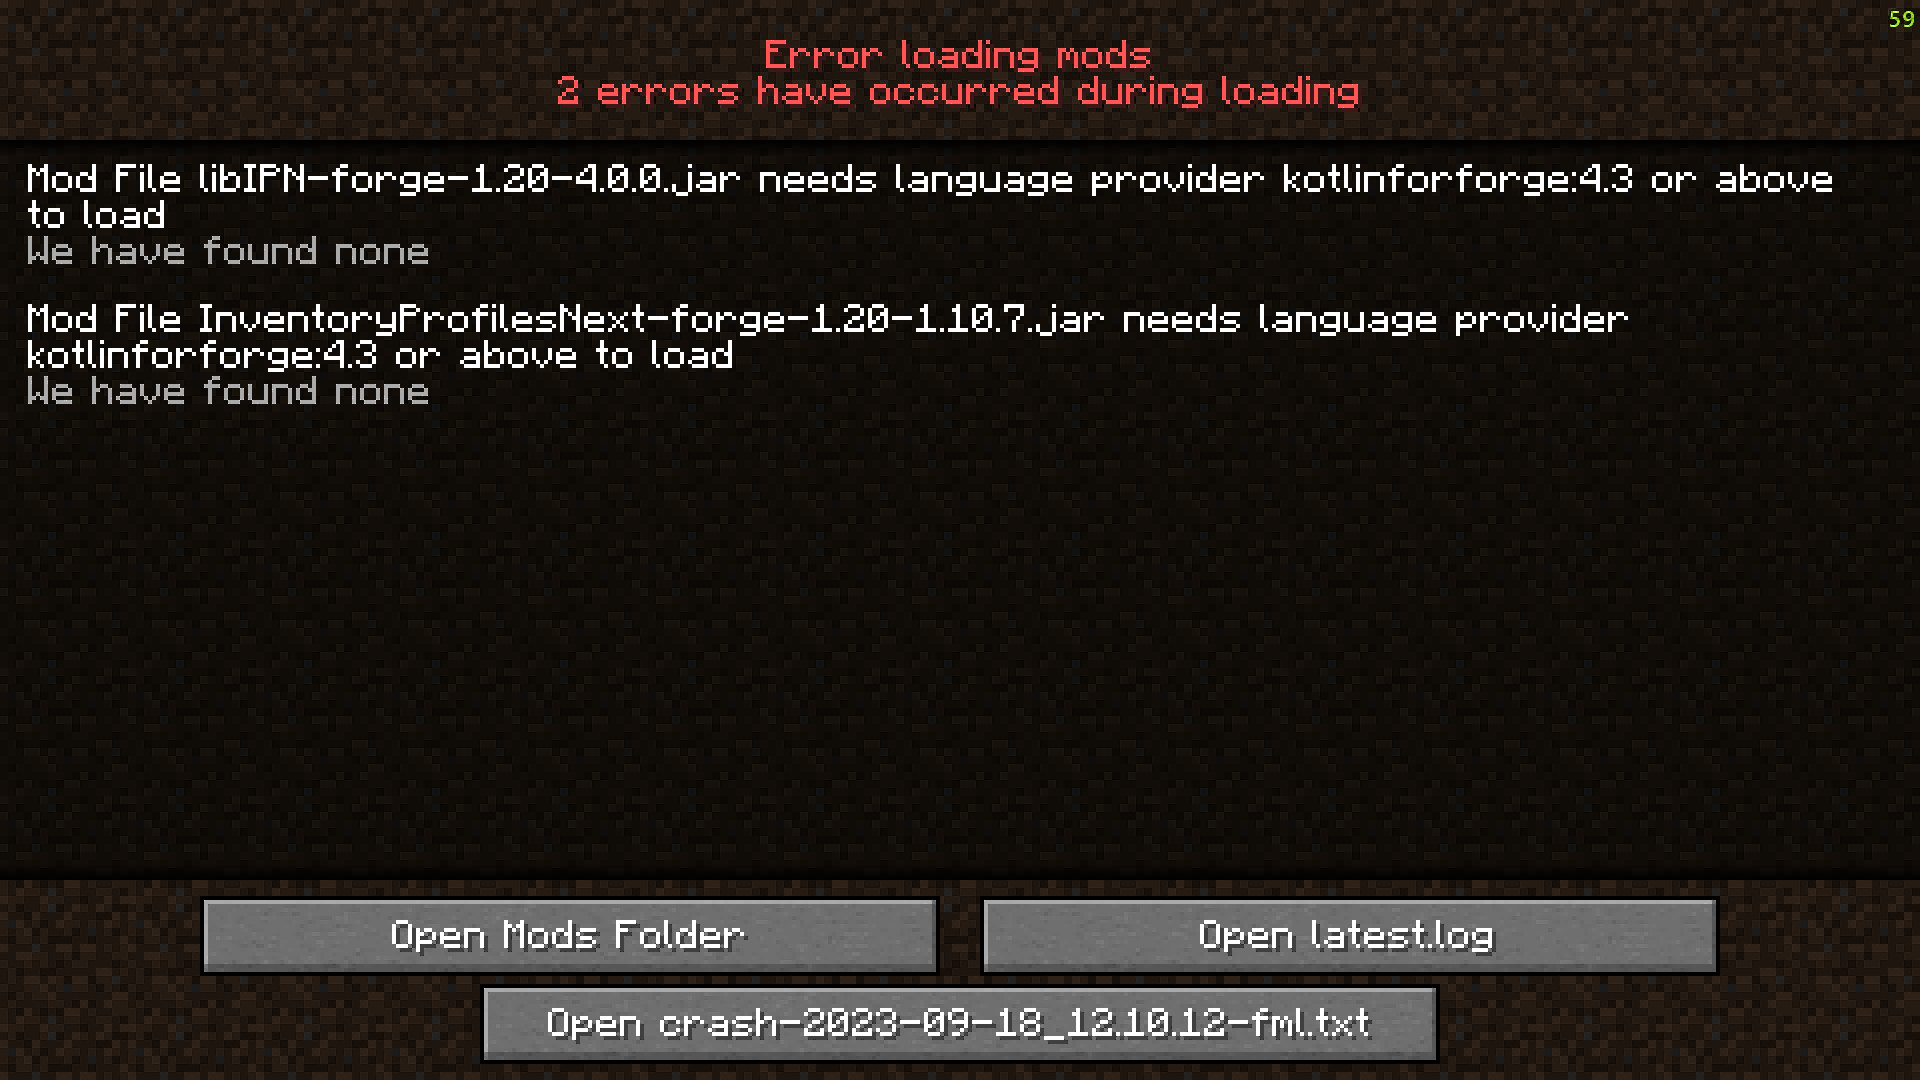 59
Error loading mods
2 errors have occurred during loading
Mod File libIPN-forge-1.20-4.0.0.jar needs language provider kotlinforforge:4.3 or above
to load
We have found none
Mod File InventoryProfilesNext-forge-1.20-1.10.7.jar needs language provider
kotlinforforge:4.3 or above to load
We have found none
Open Mods Folder
Open latest.log
Open crash-2023-09-18_12.10.12-fml.txt